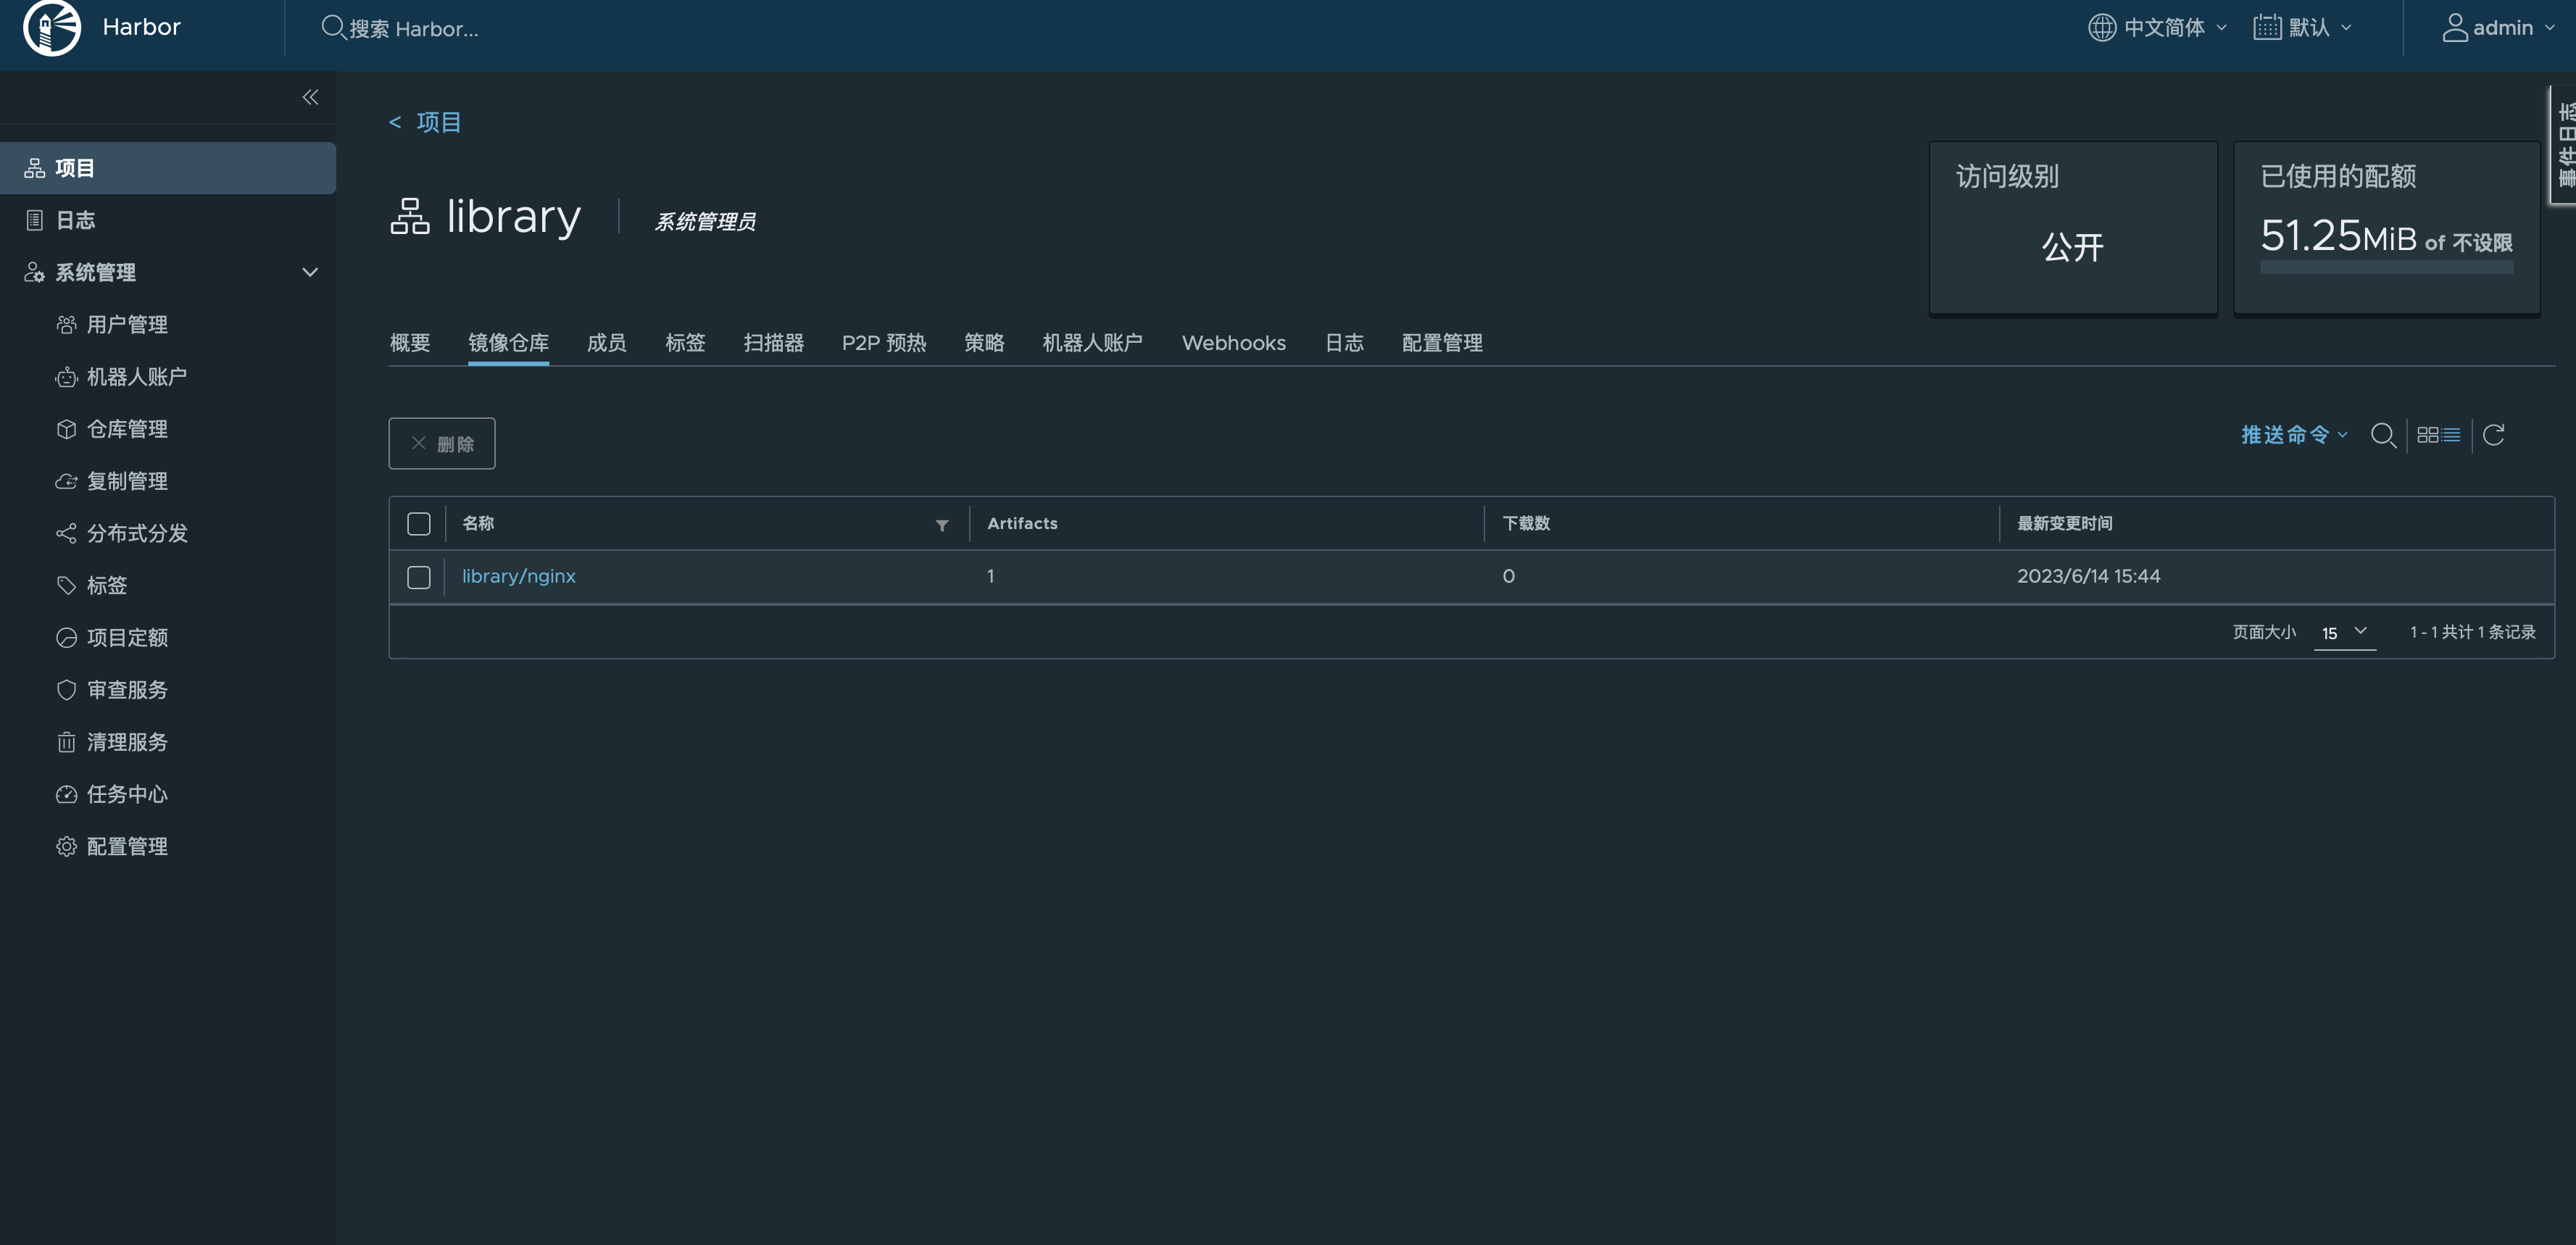 Harbor
搜索 Harbor...
中文简体
默认
admin
事件日志
项目
日志
系统管理
用户管理
机器人账户
仓库管理
复制管理
分布式分发
标签
项目定额
审查服务
清理服务
任务中心
配置管理
< 项目
library
系统管理员
访问级别
公开
已使用的配额
51.25MiB of 不设限
概要 镜像仓库 成员 标签 扫描器 P2P 预热 策略 机器人账户 Webhooks 日志 配置管理
删除
推送命令
名称 Artifacts 下载数 最新变更时间
library/nginx 1 0 2023/6/14 15:44
页面大小 15 1 - 1 共计 1 条记录